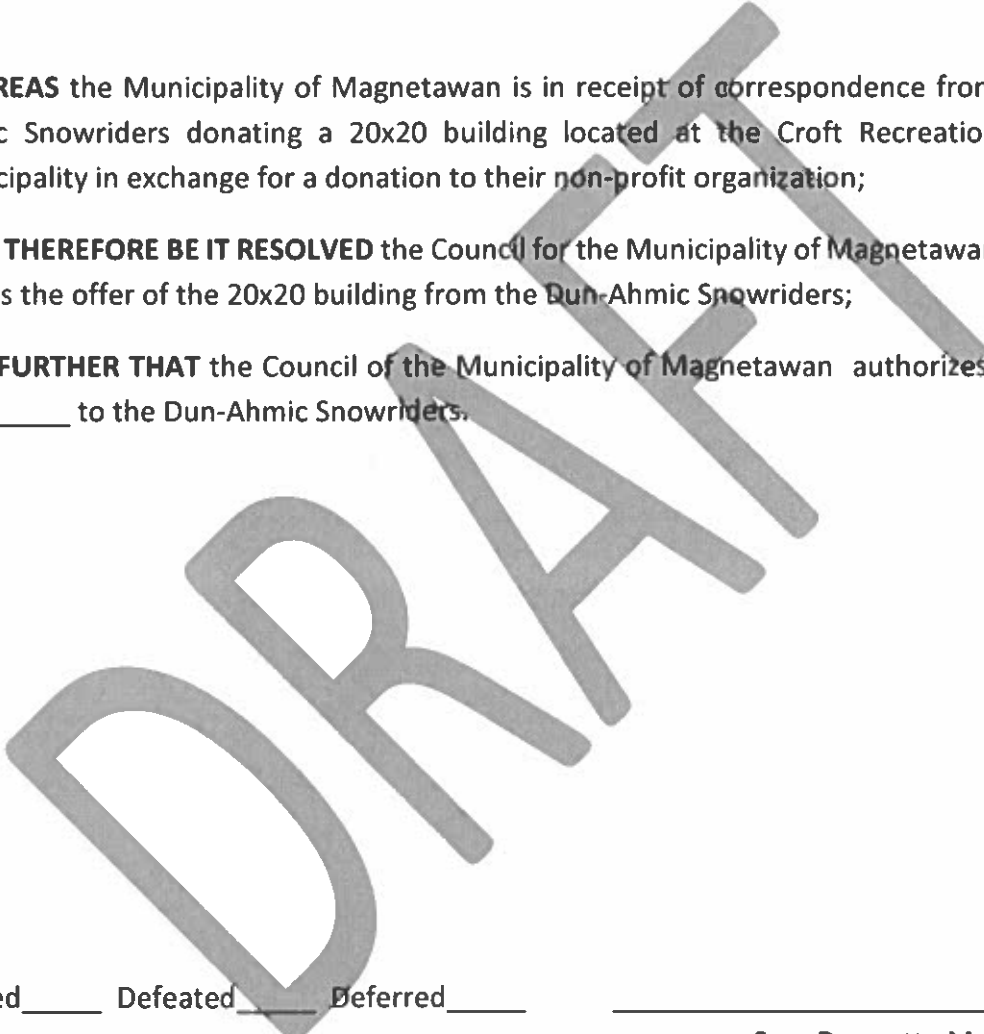 REAS the Municipality of Magnetawan is in receipt of correspondence from
c Snowriders donating a 20x20 building located at the Croft Recreation
cipality in exchange for a donation to their non-profit organization;
THEREFORE BE IT RESOLVED the Council for the Municipality of Magnetawan
s the offer of the 20x20 building from the Dun-Ahmic Snowriders;
FURTHER THAT the Council of the Municipality of Magnetawan authorizes
______ to the Dun-Ahmic Snowriders.
DRAFT
ed_____ Defeated_____ Deferred_____